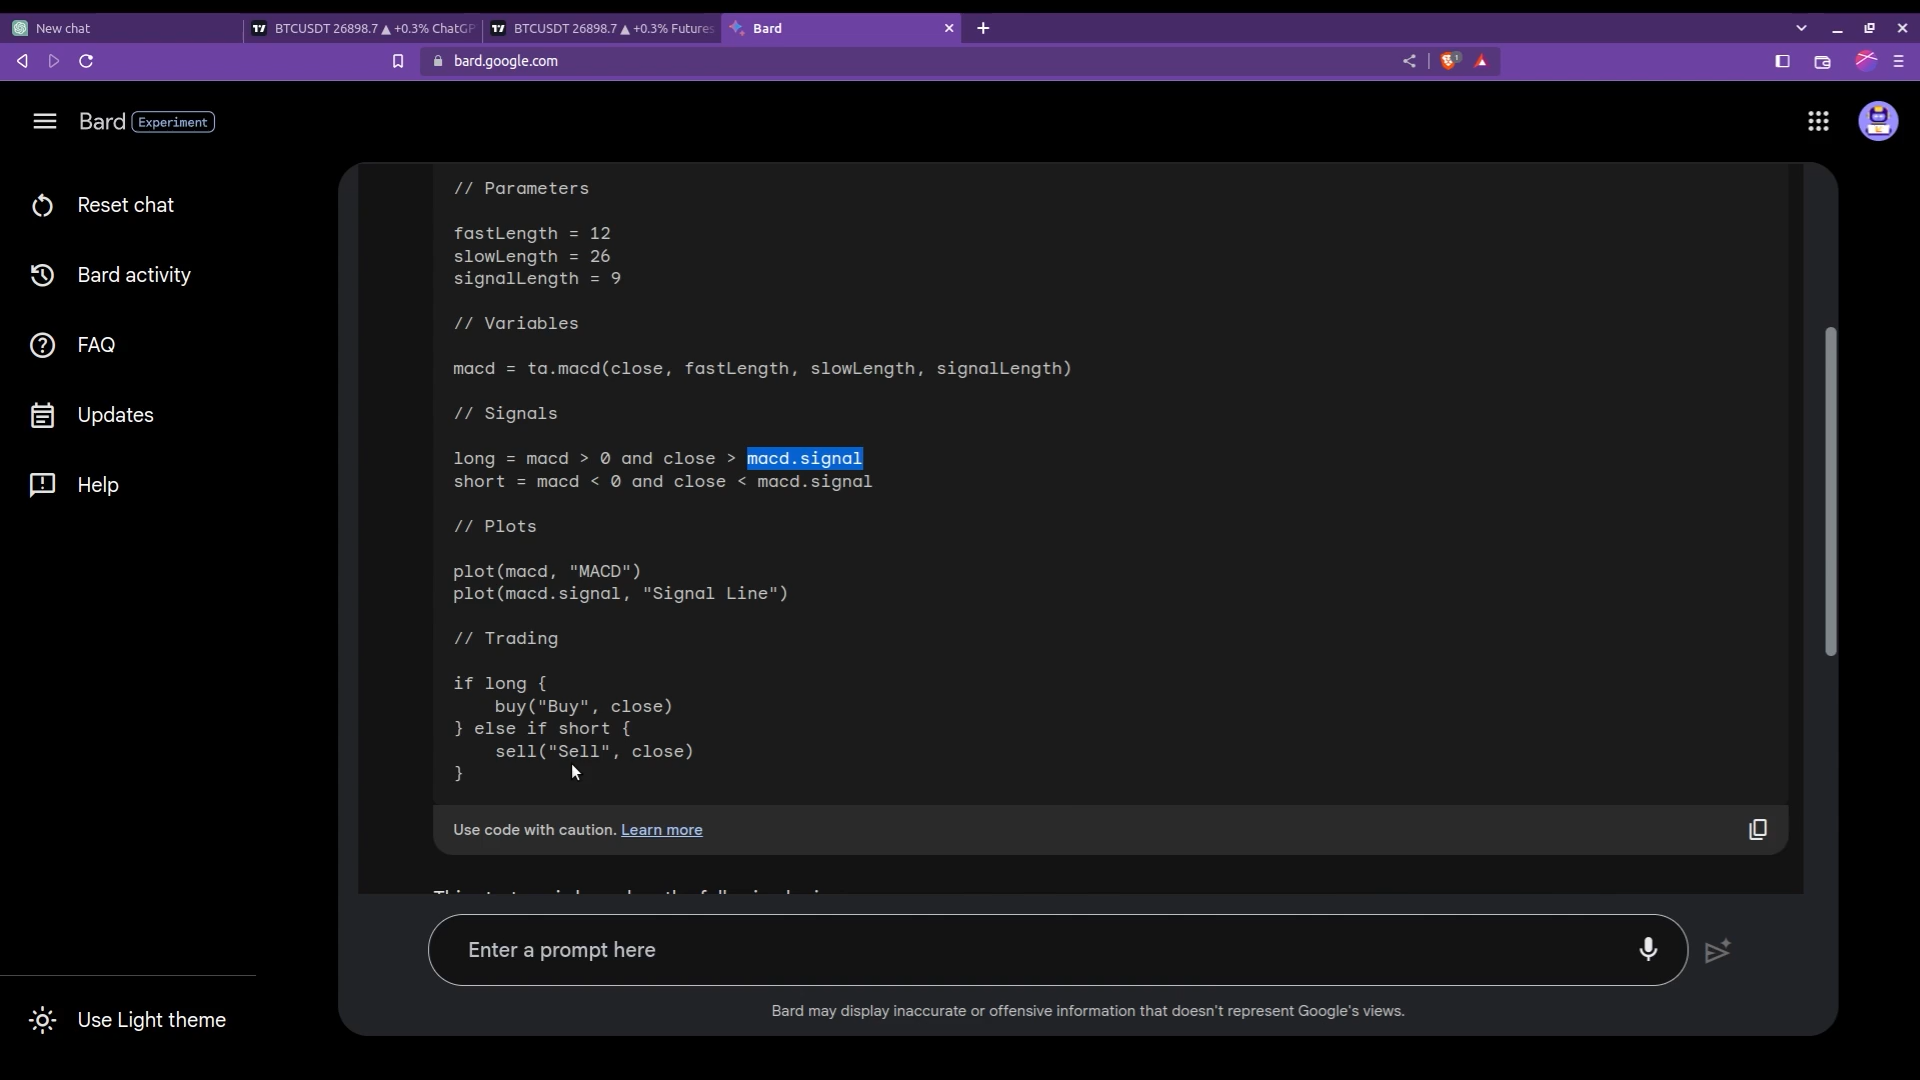 New chat
BTCUSDT 26898.7 ▲ +0.3% ChatGP
BTCUSDT 26898.7 ▲ +0.3% Futures
Bard
bard.google.com
1
Bard Experiment
Reset chat
Bard activity
FAQ
Updates
Help
Use Light theme
// Parameters
fastLength = 12
slowLength = 26
signalLength = 9
// Variables
macd = ta.macd(close, fastLength, slowLength, signalLength)
// Signals
long = macd > 0 and close > macd.signal
short = macd < 0 and close < macd.signal
// Plots
plot(macd, "MACD")
plot(macd.signal, "Signal Line")
// Trading
if long {
    buy("Buy", close)
} else if short {
    sell("Sell", close)
}
Use code with caution. Learn more
Enter a prompt here
Bard may display inaccurate or offensive information that doesn't represent Google's views.